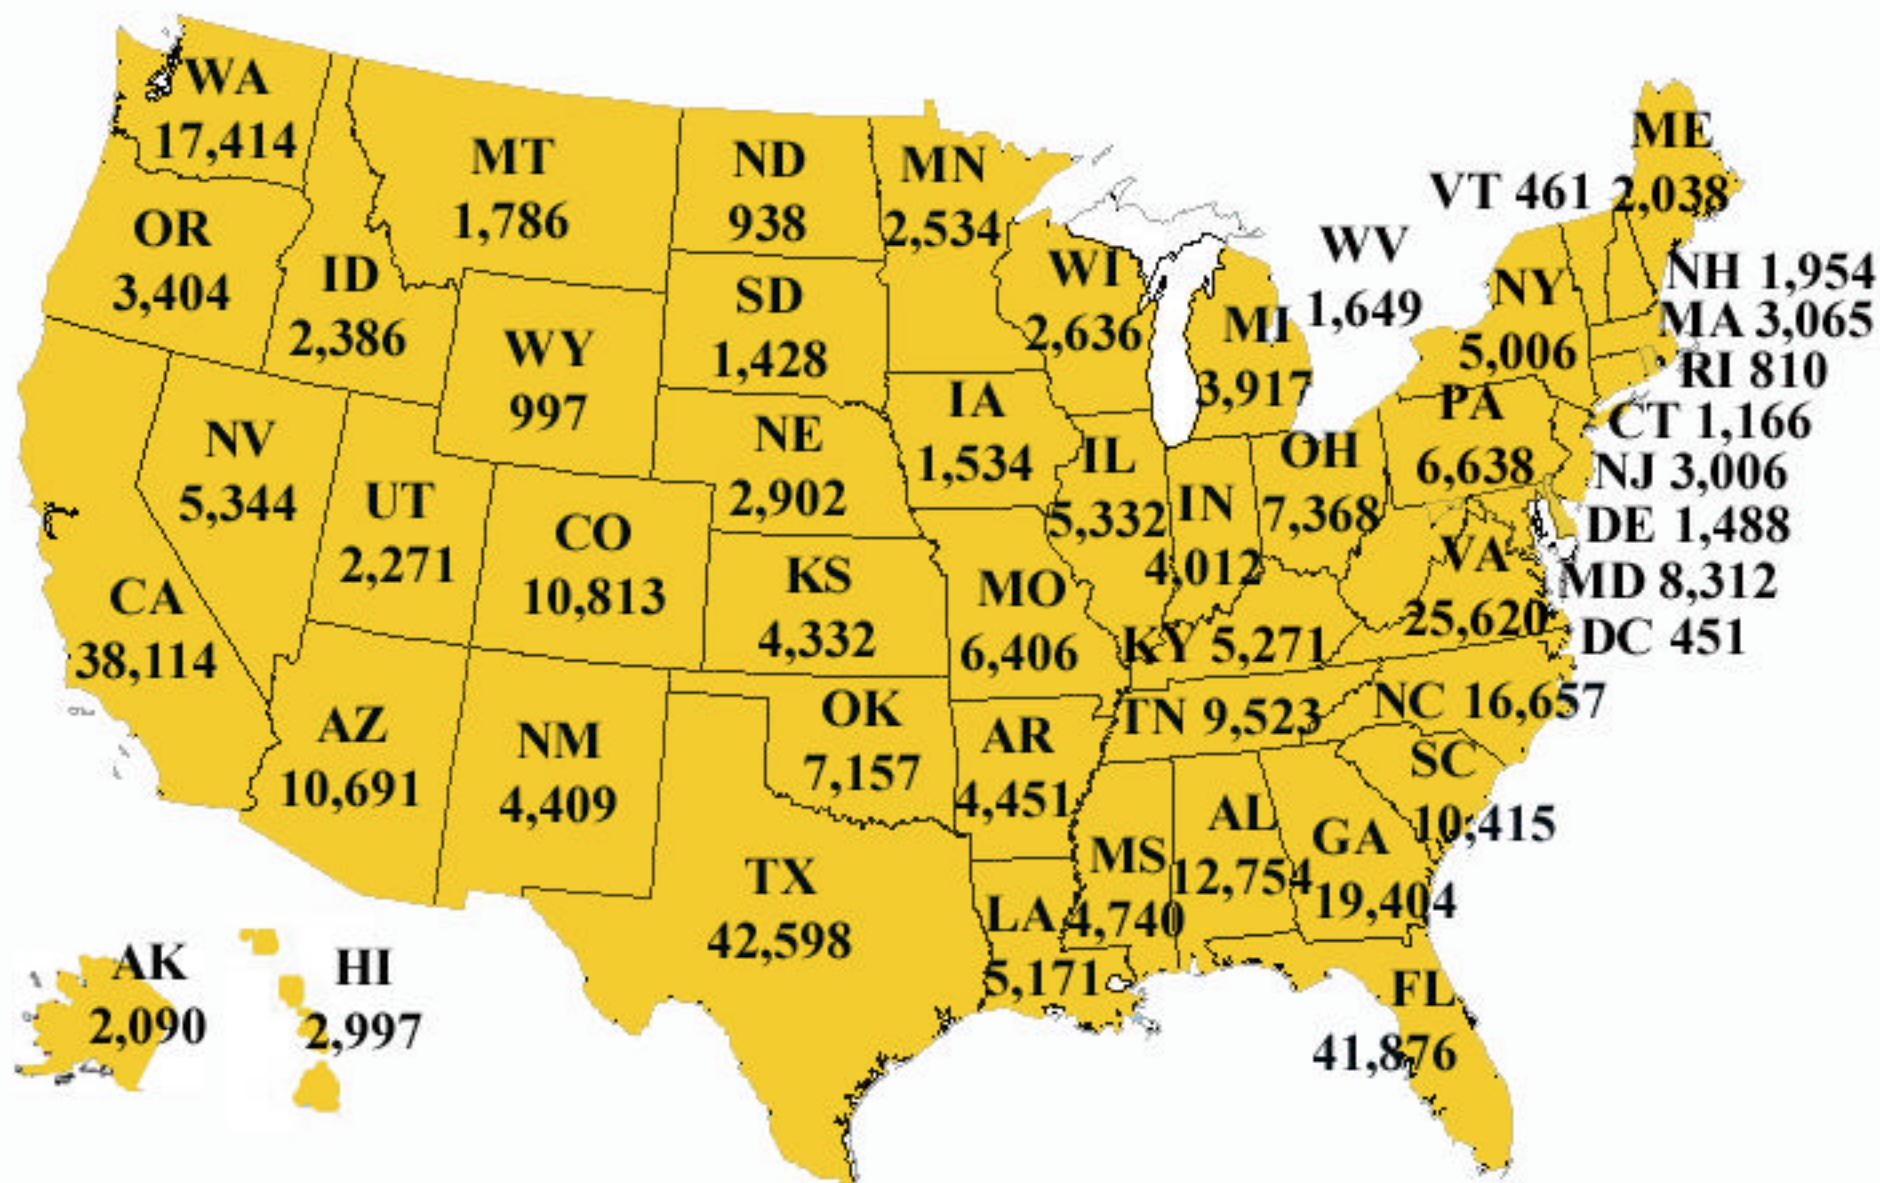 WA
17,414
OR
3,404
ID
2,386
MT
1,786
WY
997
ND
938
SD
1,428
NE
2,902
MN
2,534
WI
2,636
MI
3,917
WV
1,649
VT 461
ME
2,038
NY
5,006
NH 1,954
MA 3,065
RI 810
CT 1,166
NJ 3,006
DE 1,488
MD 8,312
DC 451
PA
6,638
OH
7,368
IN
4,012
IL
5,332
IA
1,534
NV
5,344
UT
2,271
CO
10,813
KS
4,332
MO
6,406
KY 5,271
VA
25,620
CA
38,114
AZ
10,691
NM
4,409
OK
7,157
AR
4,451
TN 9,523
NC 16,657
SC
10,415
TX
42,598
LA
5,171
MS
4,740
AL
12,754
GA
19,404
FL
41,876
AK
2,090
HI
2,997